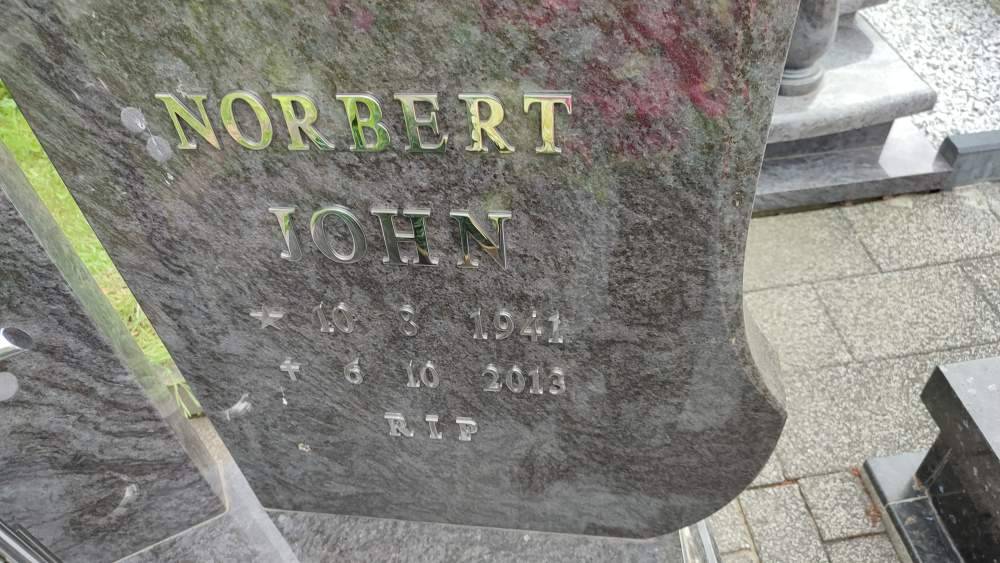 NORBERT
JOHN
★ 10 8 1941
✝ 6 10 2013
R I P